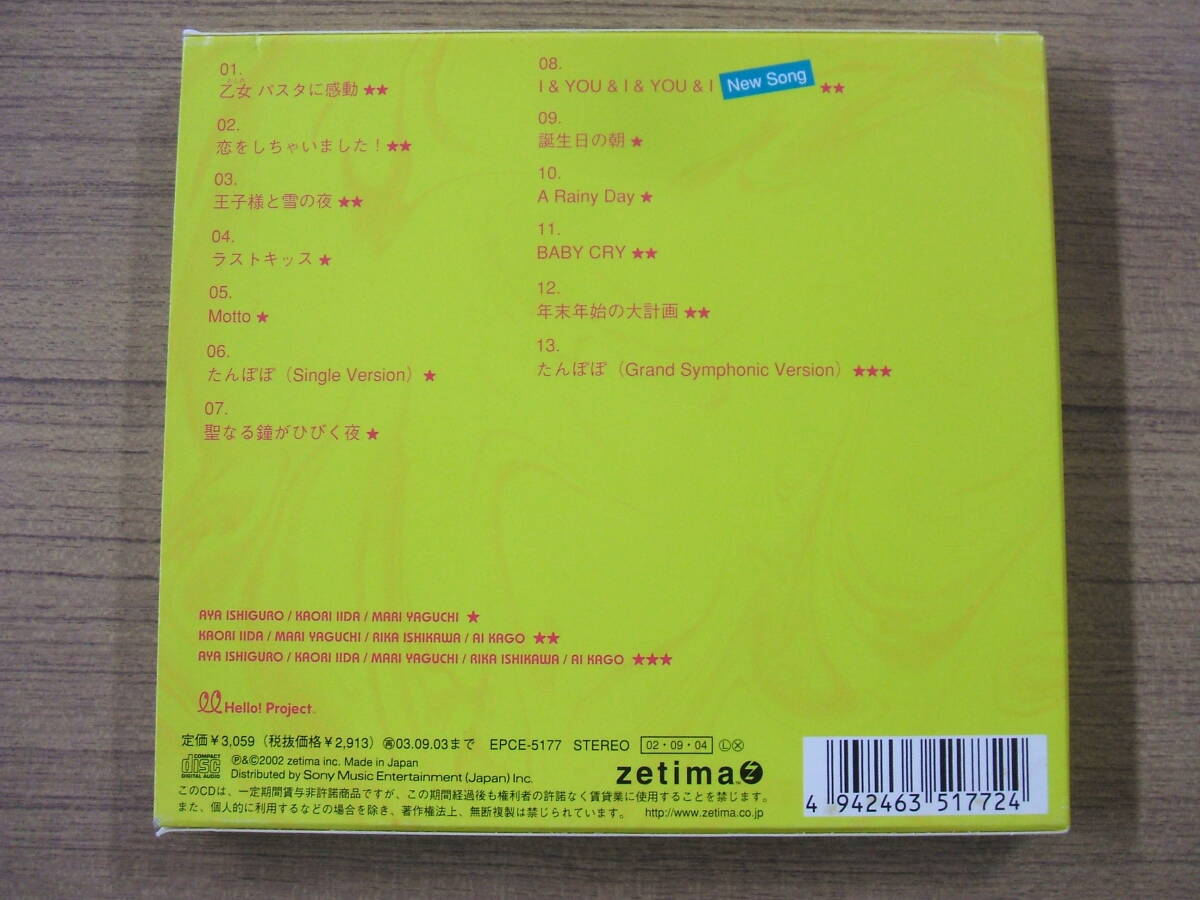 01.
おとめ
乙女 パスタに感動 ★★
02.
恋をしちゃいました！★★
03.
王子様と雪の夜 ★★
04.
ラストキッス ★
05.
Motto ★
06.
たんぽぽ（Single Version）★
07.
聖なる鐘がひびく夜 ★
08.
I & YOU & I & YOU & I New Song ★★
09.
誕生日の朝 ★
10.
A Rainy Day ★
11.
BABY CRY ★★
12.
年末年始の大計画 ★★
13.
たんぽぽ（Grand Symphonic Version）★★★
AYA ISHIGURO / KAORI IIDA / MARI YAGUCHI ★
KAORI IIDA / MARI YAGUCHI / RIKA ISHIKAWA / AI KAGO ★★
AYA ISHIGURO / KAORI IIDA / MARI YAGUCHI / RIKA ISHIKAWA / AI KAGO ★★★
Hello! Project
定価￥3,059（税抜価格￥2,913）㊢03.09.03まで EPCE-5177 STEREO 02・09・04 Ⓛⓧ
COMPACT disc DIGITAL AUDIO
℗&©2002 zetima inc. Made in Japan
Distributed by Sony Music Entertainment (Japan) Inc.
zetima
このCDは、一定期間貸与非許諾商品ですが、この期間経過後も権利者の許諾なく賃貸業に使用することを禁じます。
また、個人的に利用するなどの場合を除き、著作権法上、無断複製は禁じられています。 http://www.zetima.co.jp
4 942463 517724